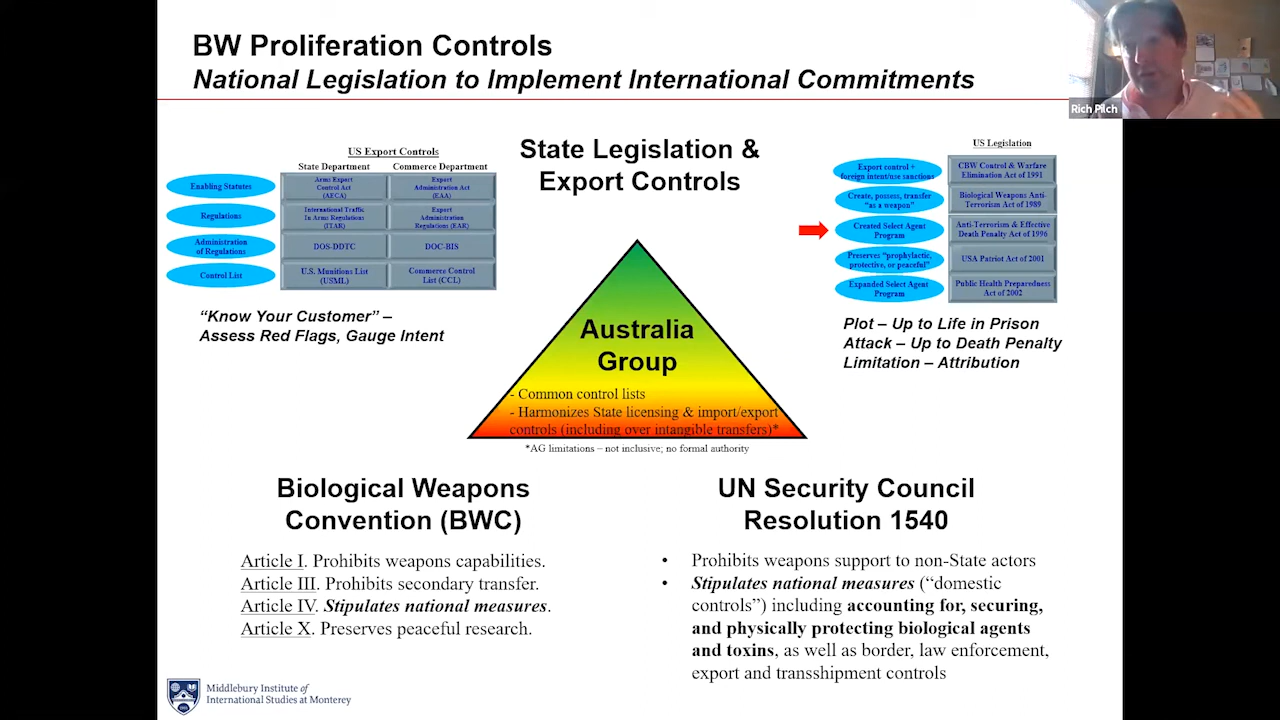 BW Proliferation Controls
National Legislation to Implement International Commitments
Rich Pilch
US Export Controls
State Department
Commerce Department
Enabling Statutes
Arms Export
Control Act
(AECA)
Export
Administration Act
(EAA)
Regulations
International Traffic
In Arms Regulations
(ITAR)
Export
Administration
Regulations (EAR)
Administration
of Regulations
DOS-DDTC
DOC-BIS
Control List
U.S. Munitions List
(USML)
Commerce Control
List (CCL)
“Know Your Customer” –
Assess Red Flags, Gauge Intent
State Legislation &
Export Controls
US Legislation
Export control +
foreign intent/use sanctions
CBW Control & Warfare
Elimination Act of 1991
Create, possess, transfer
“as a weapon”
Biological Weapons Anti-
Terrorism Act of 1989
Created Select Agent
Program
Anti-Terrorism & Effective
Death Penalty Act of 1996
Preserves “prophylactic,
protective, or peaceful”
USA Patriot Act of 2001
Expanded Select Agent
Program
Public Health Preparedness
Act of 2002
Plot – Up to Life in Prison
Attack – Up to Death Penalty
Limitation – Attribution
Australia
Group
- Common control lists
- Harmonizes State licensing & import/export
controls (including over intangible transfers)*
*AG limitations – not inclusive; no formal authority
Biological Weapons
Convention (BWC)
Article I. Prohibits weapons capabilities.
Article III. Prohibits secondary transfer.
Article IV. Stipulates national measures.
Article X. Preserves peaceful research.
UN Security Council
Resolution 1540
• Prohibits weapons support to non-State actors
• Stipulates national measures (“domestic
controls”) including accounting for, securing,
and physically protecting biological agents
and toxins, as well as border, law enforcement,
export and transshipment controls
Middlebury Institute of
International Studies at Monterey